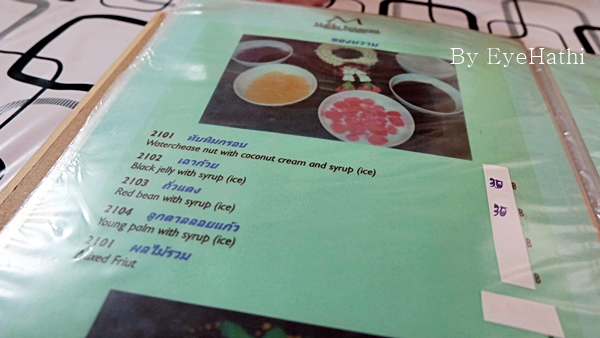 By EyeHathi
ของหวาน
2101 ทับทิมกรอบ
Waterchease nut with coconut cream and syrup (ice)
2102 เฉาก๊วย
Black jelly with syrup (ice)
2103 ถั่วแดง
Red bean with syrup (ice)
2104 ลูกตาลลอยแก้ว
Young palm with syrup (ice)
2101 ผลไม้รวม
Mixed Friut
30 ฿
30 ฿
฿
฿